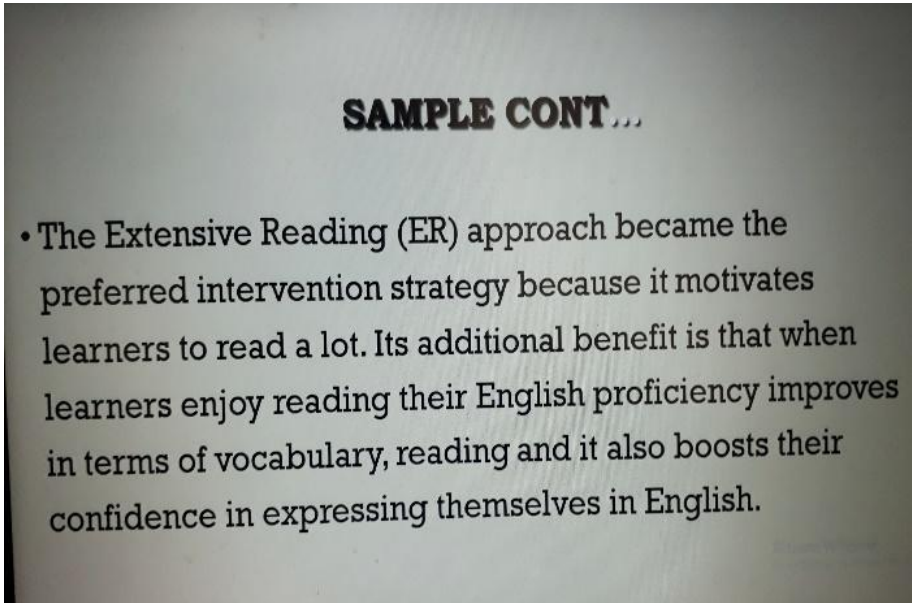 SAMPLE CONT...
• The Extensive Reading (ER) approach became the
preferred intervention strategy because it motivates
learners to read a lot. Its additional benefit is that when
learners enjoy reading their English proficiency improves
in terms of vocabulary, reading and it also boosts their
confidence in expressing themselves in English.